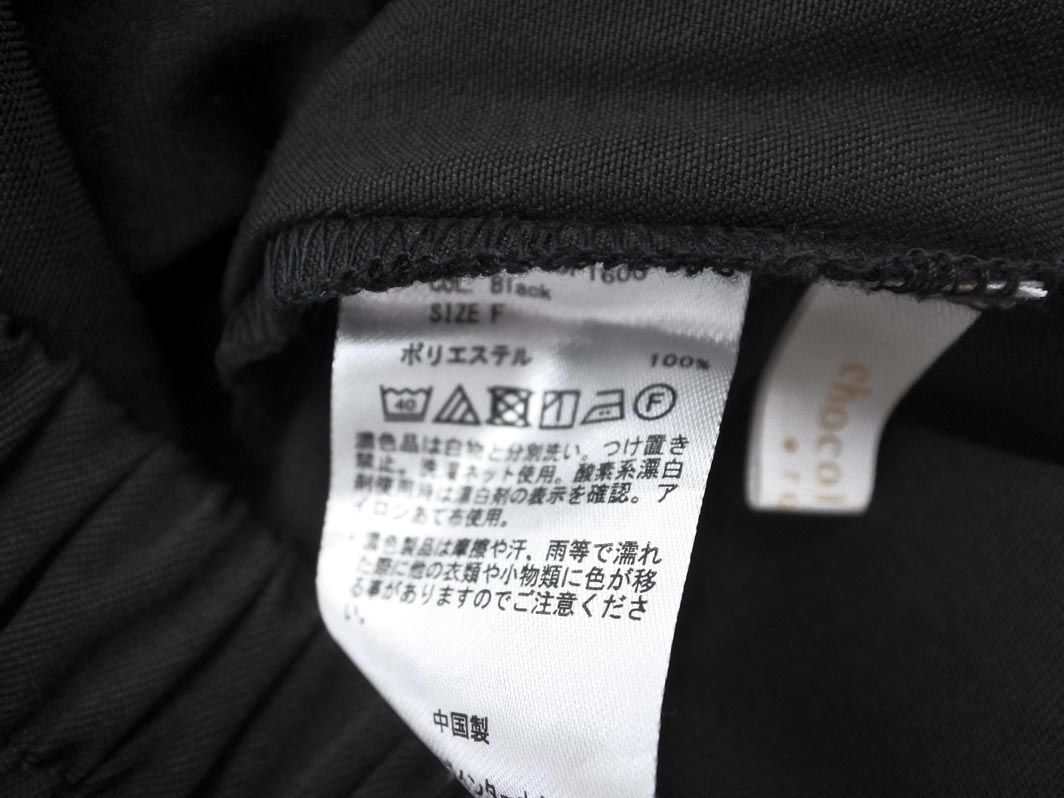 1600
COL: Black
SIZE F
ポリエステル 100%
40 F
濃色品は白物と分別洗い。つけ置き
禁止。洗濯ネット使用。酸素系漂白
剤使用時は漂白剤の表示を確認。ア
イロンあて布使用。
・濃色製品は摩擦や汗、雨等で濡れ
た際に他の衣類や小物類に色が移
る事がありますのでご注意くださ
い。
中国製
chocol